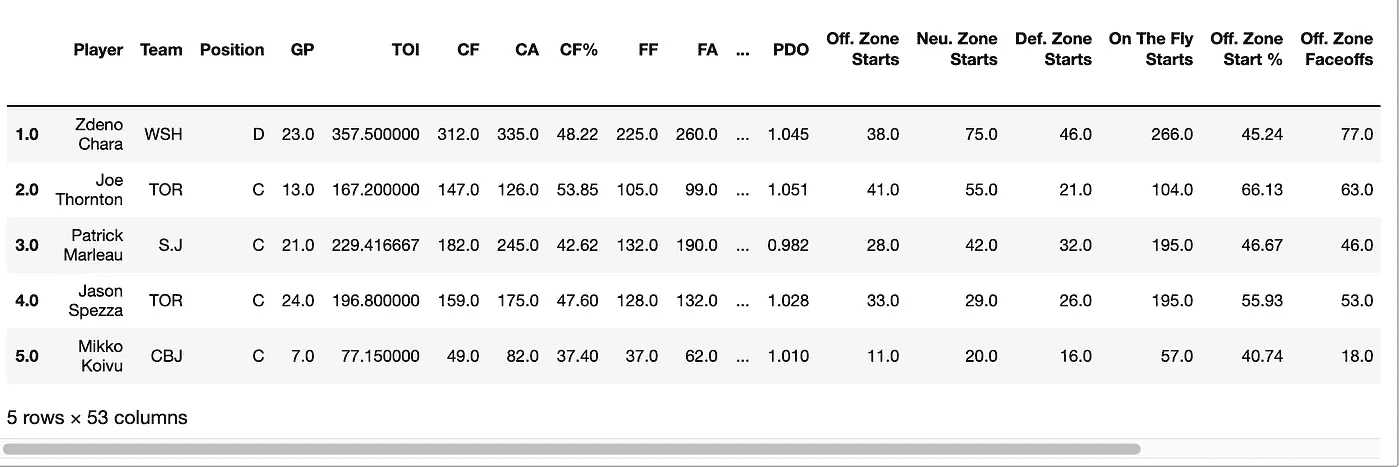 Player Team Position GP TOI CF CA CF% FF FA ... PDO Off. Zone Starts Neu. Zone Starts Def. Zone Starts On The Fly Starts Off. Zone Start % Off. Zone Faceoffs
1.0 Zdeno Chara WSH D 23.0 357.500000 312.0 335.0 48.22 225.0 260.0 ... 1.045 38.0 75.0 46.0 266.0 45.24 77.0
2.0 Joe Thornton TOR C 13.0 167.200000 147.0 126.0 53.85 105.0 99.0 ... 1.051 41.0 55.0 21.0 104.0 66.13 63.0
3.0 Patrick Marleau S.J C 21.0 229.416667 182.0 245.0 42.62 132.0 190.0 ... 0.982 28.0 42.0 32.0 195.0 46.67 46.0
4.0 Jason Spezza TOR C 24.0 196.800000 159.0 175.0 47.60 128.0 132.0 ... 1.028 33.0 29.0 26.0 195.0 55.93 53.0
5.0 Mikko Koivu CBJ C 7.0 77.150000 49.0 82.0 37.40 37.0 62.0 ... 1.010 11.0 20.0 16.0 57.0 40.74 18.0
5 rows × 53 columns